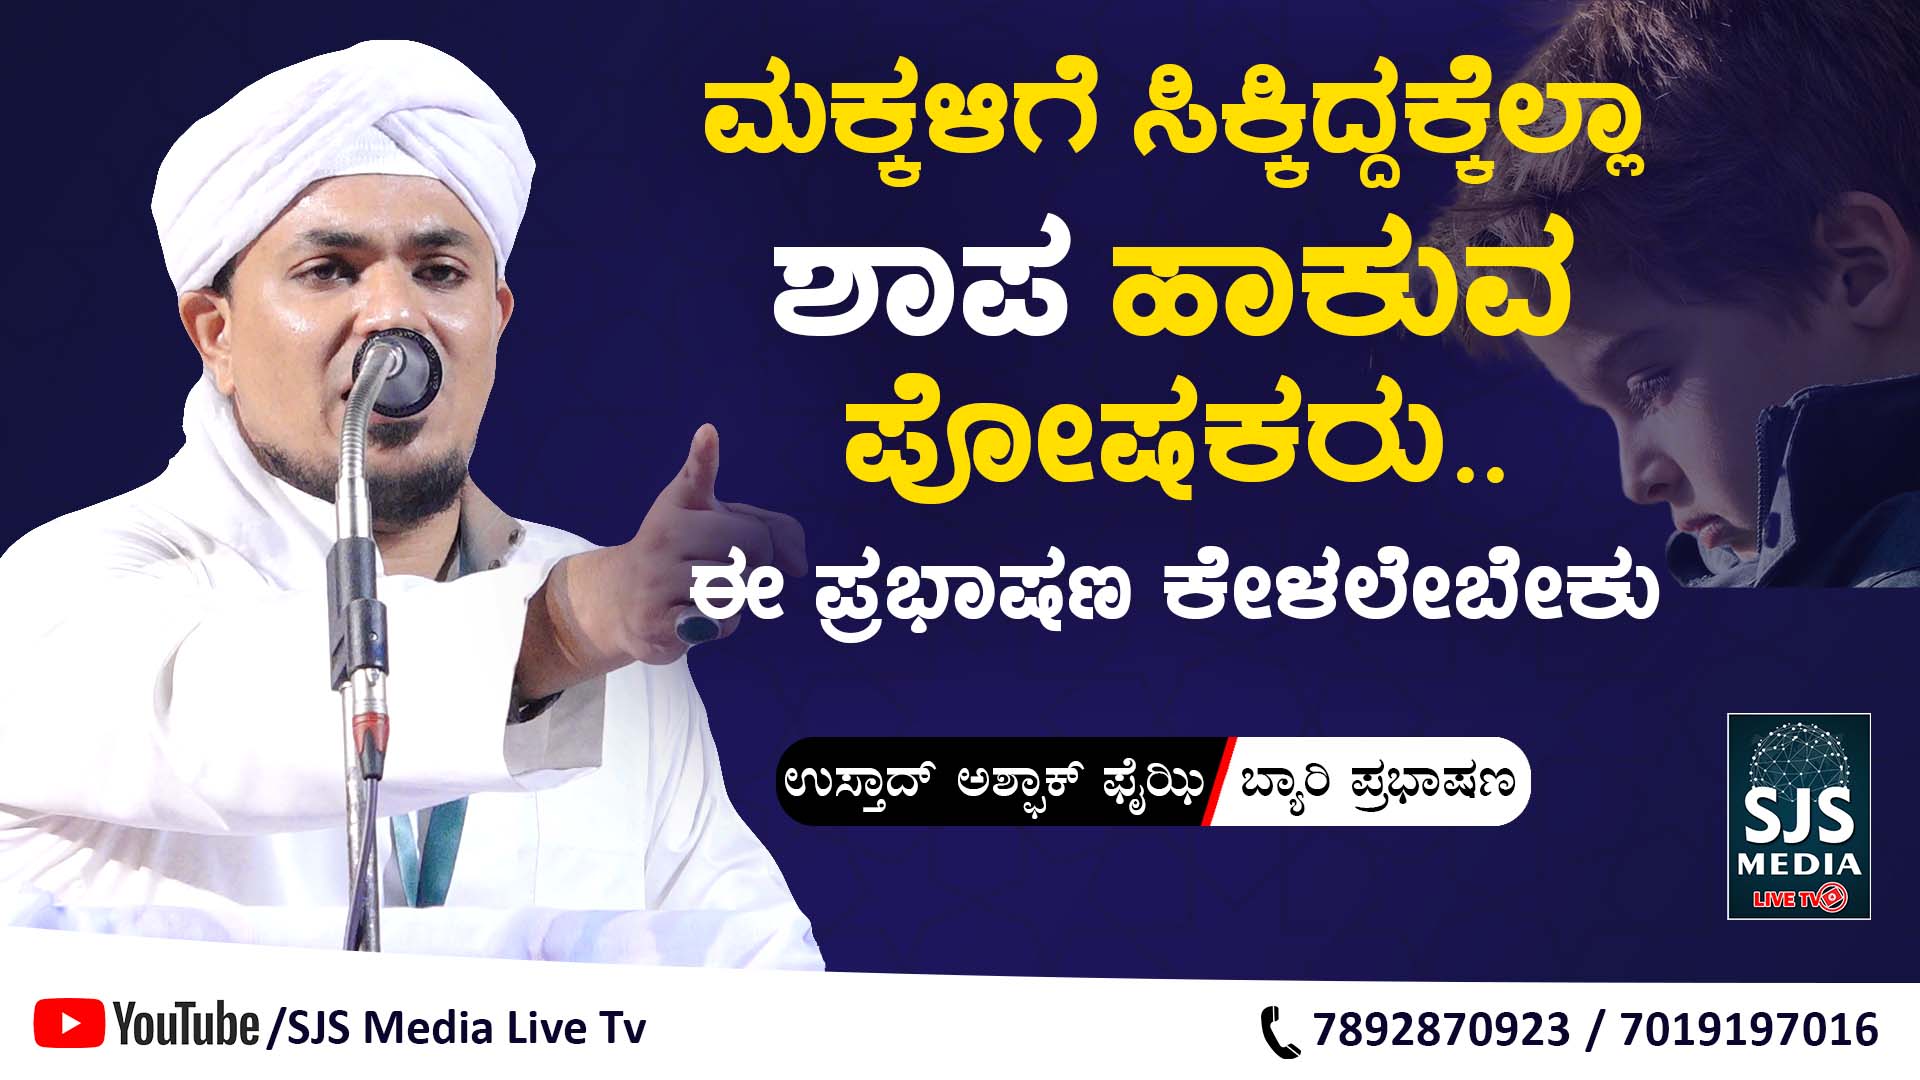 ಮಕ್ಕಳಿಗೆ ಸಿಕ್ಕಿದ್ದಕ್ಕೆಲ್ಲಾ
ಶಾಪ ಹಾಕುವ
ಪೋಷಕರು..
ಈ ಪ್ರಭಾಷಣ ಕೇಳಲೇಬೇಕು
ಉಸ್ತಾದ್ ಅಶ್ಫಾಕ್ ಫೈಝಿ / ಬ್ಯಾರಿ ಪ್ರಭಾಷಣ
SJS
MEDIA
LIVE TV
YouTube /SJS Media Live Tv
7892870923 / 7019197016